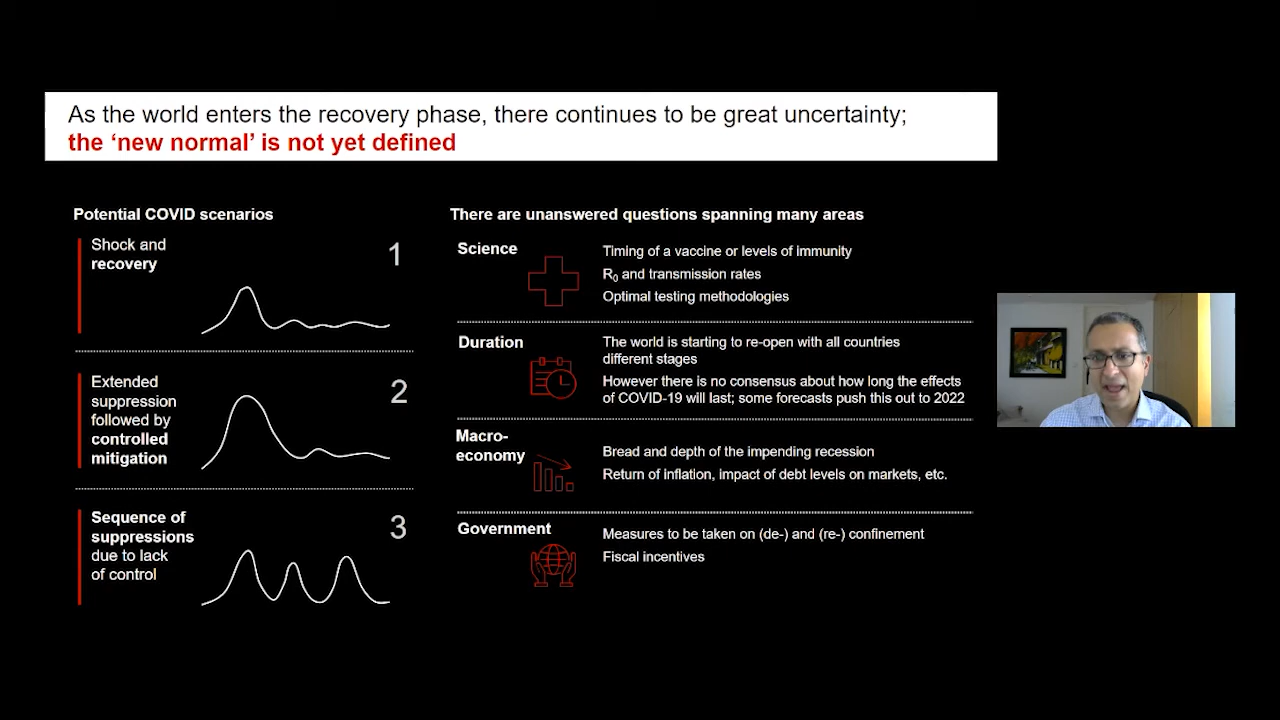 As the world enters the recovery phase, there continues to be great uncertainty;
the ‘new normal’ is not yet defined
Potential COVID scenarios
Shock and
recovery
1
Extended
suppression
followed by
controlled
mitigation
2
Sequence of
suppressions
due to lack
of control
3
There are unanswered questions spanning many areas
Science
Timing of a vaccine or levels of immunity
R₀ and transmission rates
Optimal testing methodologies
Duration
The world is starting to re-open with all countries
different stages
However there is no consensus about how long the effects
of COVID-19 will last; some forecasts push this out to 2022
Macro-
economy
Bread and depth of the impending recession
Return of inflation, impact of debt levels on markets, etc.
Government
Measures to be taken on (de-) and (re-) confinement
Fiscal incentives